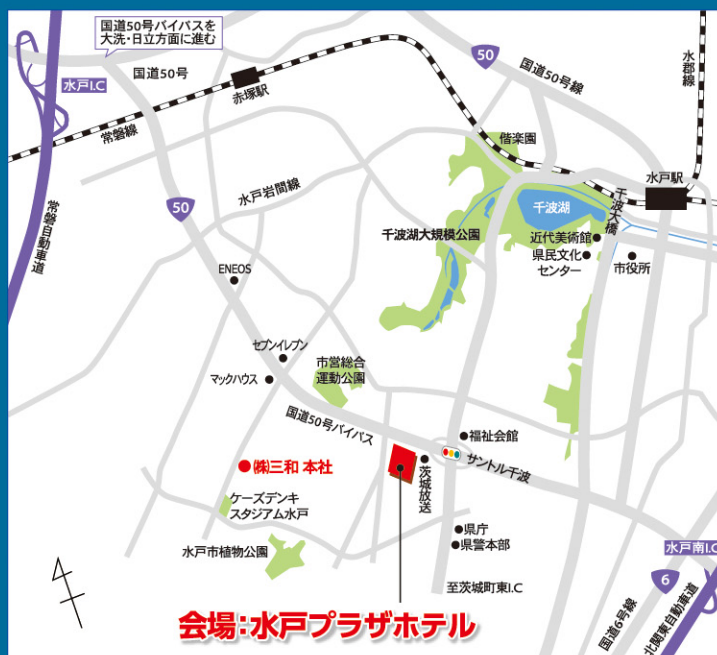 国道50号バイパスを
大洗・日立方面に進む
水戸I.C
国道50号
赤塚駅
常磐線
50
国道50号線
水郡線
偕楽園
水戸駅
水戸岩間線
50
千波湖
千波大橋
常磐自動車道
千波湖大規模公園
近代美術館
県民文化
センター
市役所
ENEOS
セブンイレブン
マックハウス
市営総合
運動公園
国道50号バイパス
福祉会館
サントル千波
㈱三和 本社
茨城放送
ケーズデンキ
スタジアム水戸
県庁
県警本部
水戸市植物公園
水戸南I.C
至茨城町東I.C
6
国道6号線
北関東自動車道
会場:水戸プラザホテル